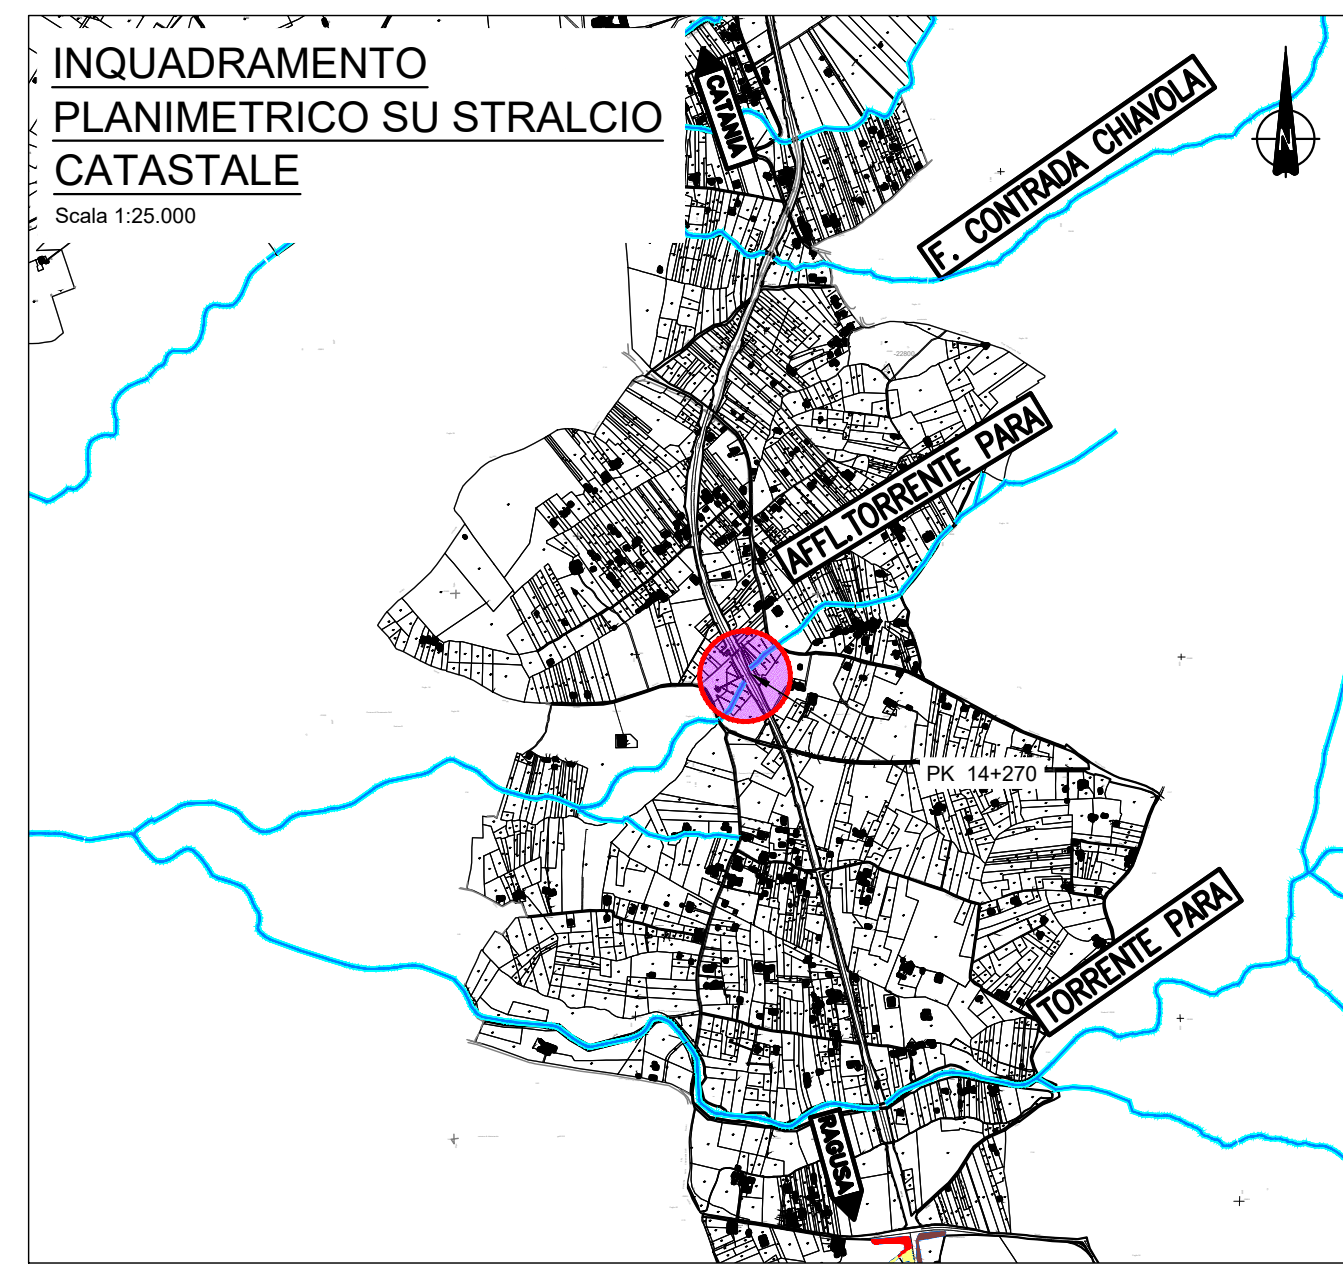 INQUADRAMENTO
PLANIMETRICO SU STRALCIO
CATASTALE
Scala 1:25.000
CATANIA
F. CONTRADA CHIAVOLA
N
-22800
AFFL.TORRENTE PARA
PK 14+270
TORRENTE PARA
RAGUSA